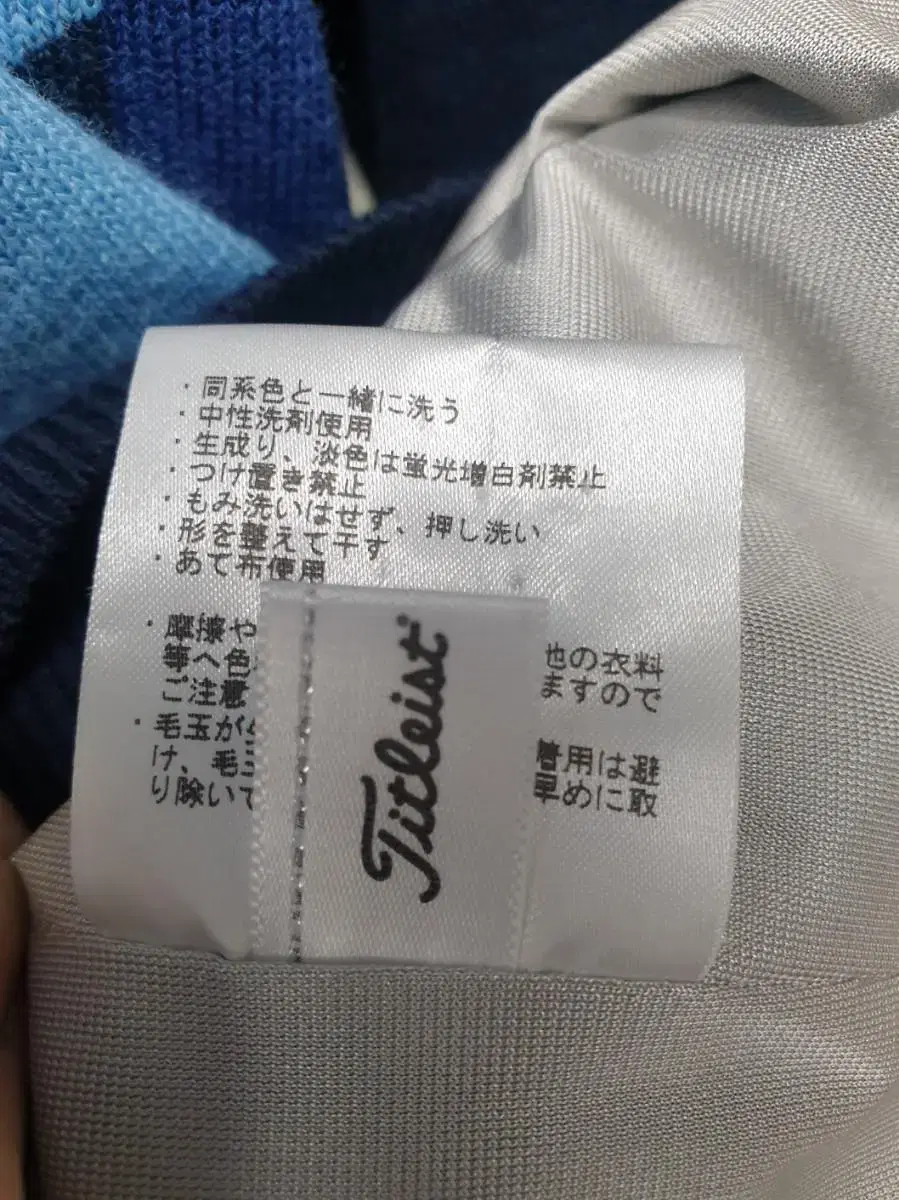 ・同系色と一緒に洗う
・中性洗剤使用
・生成り、淡色は蛍光増白剤禁止
・つけ置き禁止
・もみ洗いはせず、押し洗い
・形を整えて干す
・あて布使用
・摩擦や 他の衣料
等へ色 ますので
ご注意
・毛玉が 着用は避
け、毛 早めに取
り除いて
Titleist